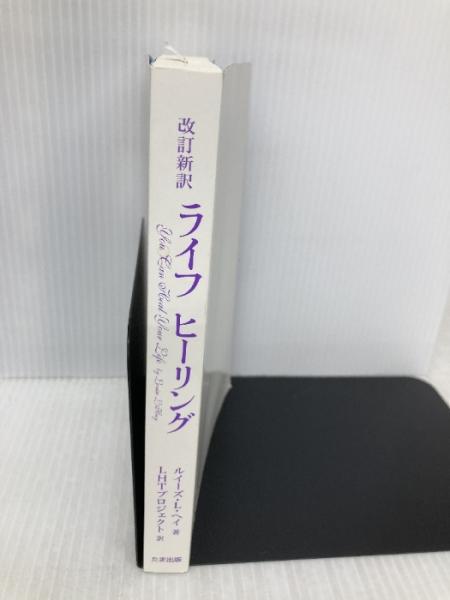 改訂新訳
ライフ ヒーリング
You Can Heal Your Life by Louise L.Hay
ルイーズ・L・ヘイ 著
LHTプロジェクト 訳
たま出版